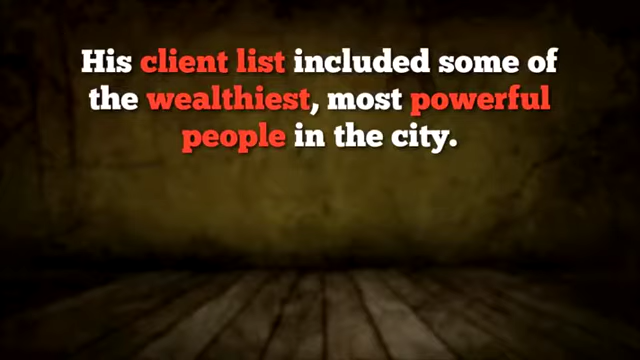 His client list included some of
the wealthiest, most powerful
people in the city.